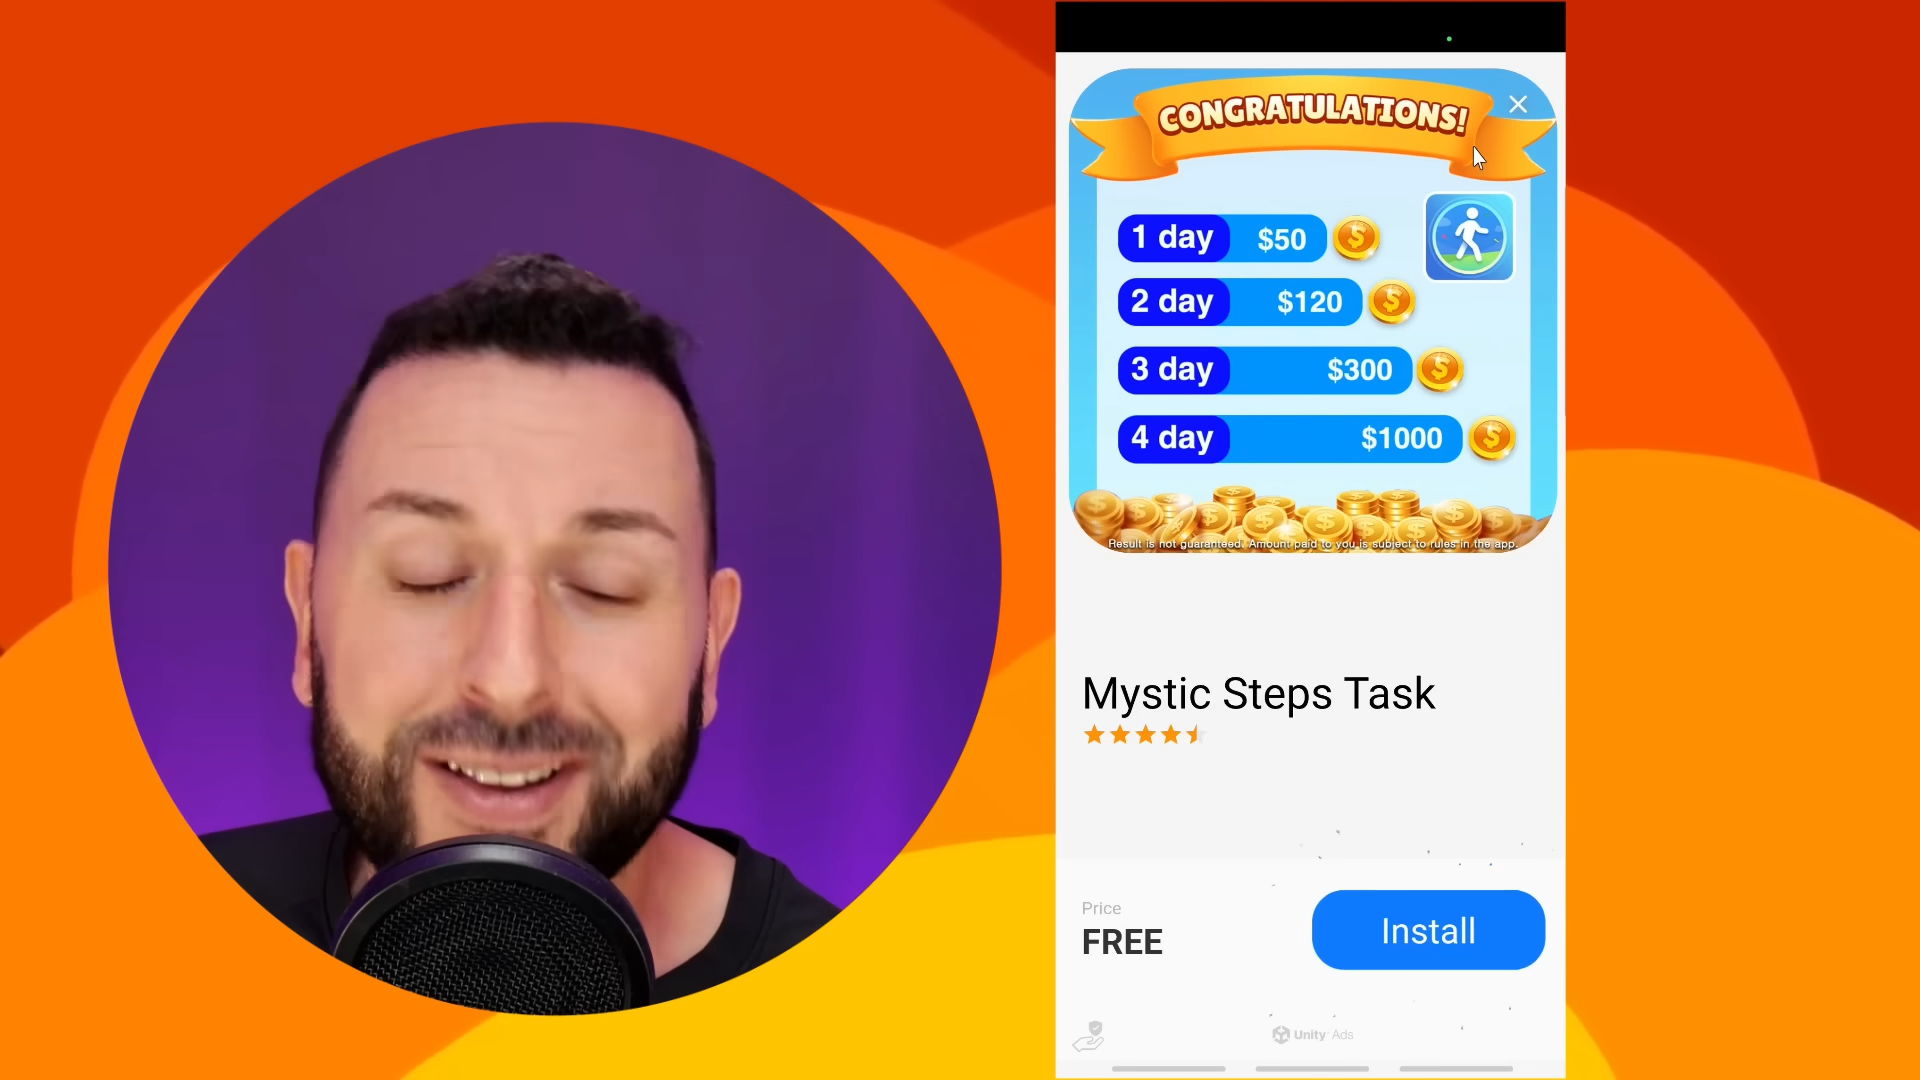 CONGRATULATIONS!
1 day $50
2 day $120
3 day $300
4 day $1000
Result is not guaranteed. Amount paid to you is subject to rules in the app.
Mystic Steps Task
Price
FREE
Install
Unity Ads